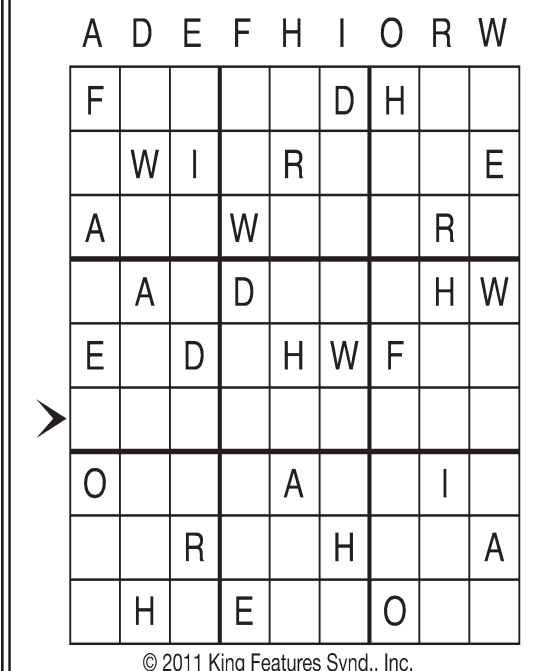 A D E F H I O R W
F D H
W I R E
A W R
A D H W
E D H W F
O A I
R H A
H E O
© 2011 King Features Synd., Inc.